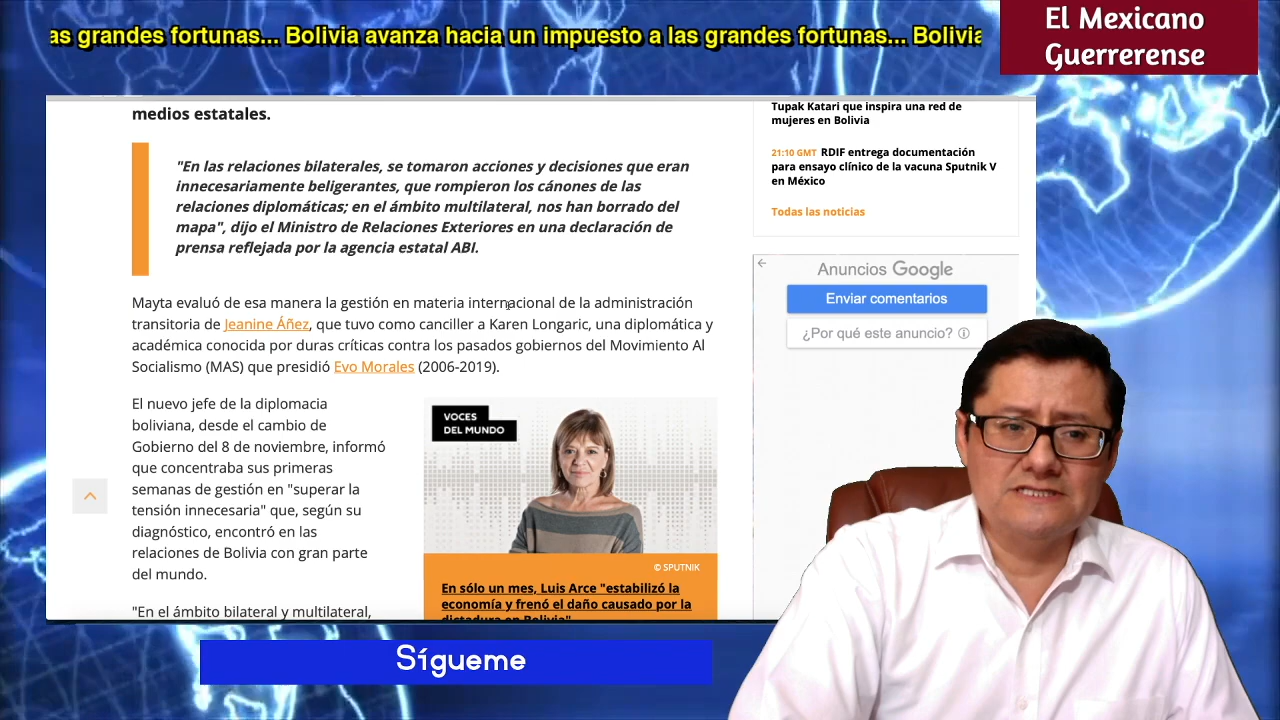 as grandes fortunas... Bolivia avanza hacia un impuesto a las grandes fortunas... Bolivia
El Mexicano
Guerrerense
medios estatales.
"En las relaciones bilaterales, se tomaron acciones y decisiones que eran
innecesariamente beligerantes, que rompieron los cánones de las
relaciones diplomáticas; en el ámbito multilateral, nos han borrado del
mapa", dijo el Ministro de Relaciones Exteriores en una declaración de
prensa reflejada por la agencia estatal ABI.
Mayta evaluó de esa manera la gestión en materia internacional de la administración
transitoria de Jeanine Áñez, que tuvo como canciller a Karen Longaric, una diplomática y
académica conocida por duras críticas contra los pasados gobiernos del Movimiento Al
Socialismo (MAS) que presidió Evo Morales (2006-2019).
El nuevo jefe de la diplomacia
boliviana, desde el cambio de
Gobierno del 8 de noviembre, informó
que concentraba sus primeras
semanas de gestión en "superar la
tensión innecesaria" que, según su
diagnóstico, encontró en las
relaciones de Bolivia con gran parte
del mundo.
"En el ámbito bilateral y multilateral,
VOCES
DEL MUNDO
© SPUTNIK
En sólo un mes, Luis Arce "estabilizó la
economía y frenó el daño causado por la
dictadura en Bolivia"
Tupak Katari que inspira una red de
mujeres en Bolivia
21:10 GMT RDIF entrega documentación
para ensayo clínico de la vacuna Sputnik V
en México
Todas las noticias
Anuncios Google
Enviar comentarios
¿Por qué este anuncio?
Sígueme